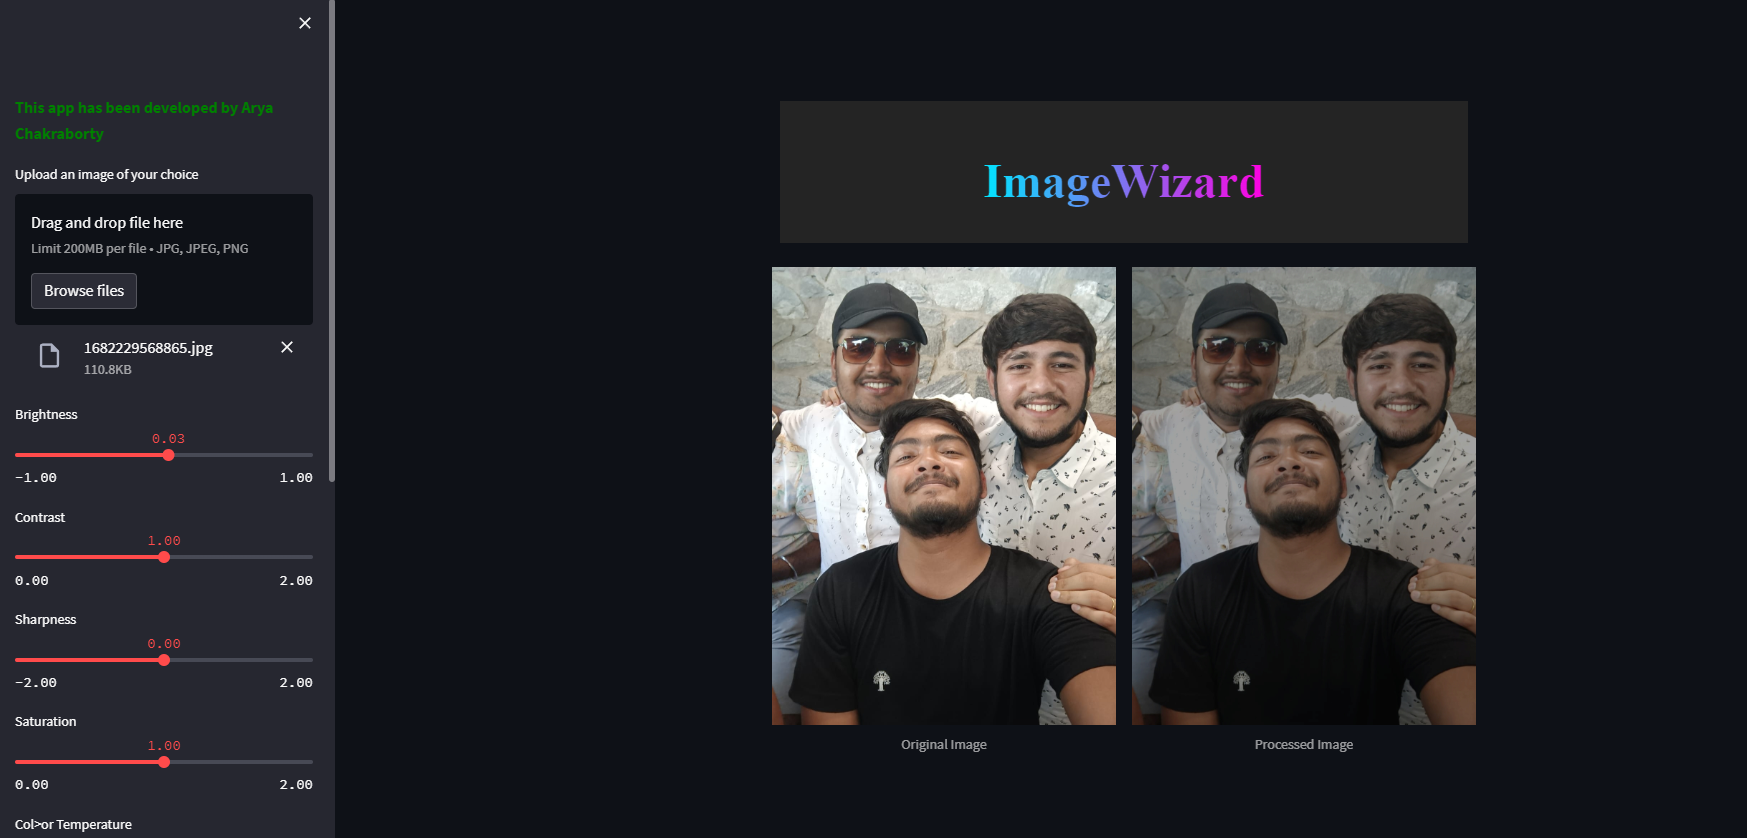 This app has been developed by Arya
Chakraborty
Upload an image of your choice
Drag and drop file here
Limit 200MB per file • JPG, JPEG, PNG
Browse files
1682229568865.jpg
110.8KB
Brightness
0.03
−1.00 1.00
Contrast
1.00
0.00 2.00
Sharpness
0.00
−2.00 2.00
Saturation
1.00
0.00 2.00
Col>or Temperature
ImageWizard
Original Image
Processed Image